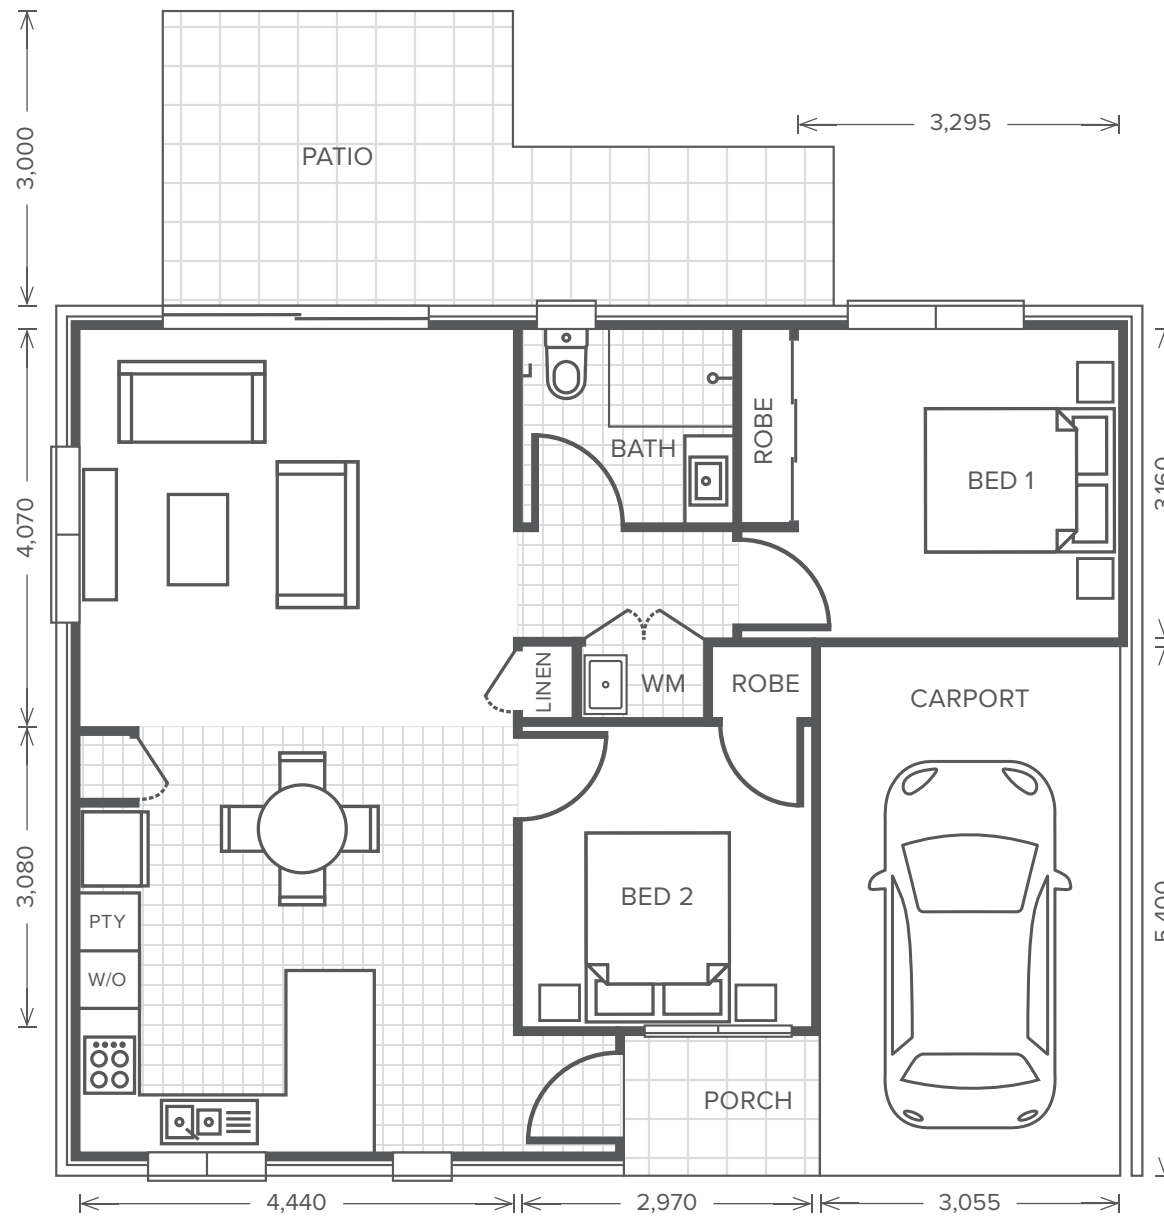 3,295
3,000
PATIO
ROBE
BATH
BED 1
4,070
LINEN
WM
ROBE
CARPORT
3,080
PTY
W/O
BED 2
PORCH
4,440
2,970
3,055